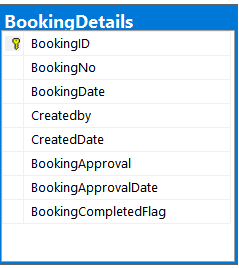 BookingDetails
BookingID
BookingNo
BookingDate
Createdby
CreatedDate
BookingApproval
BookingApprovalDate
BookingCompletedFlag